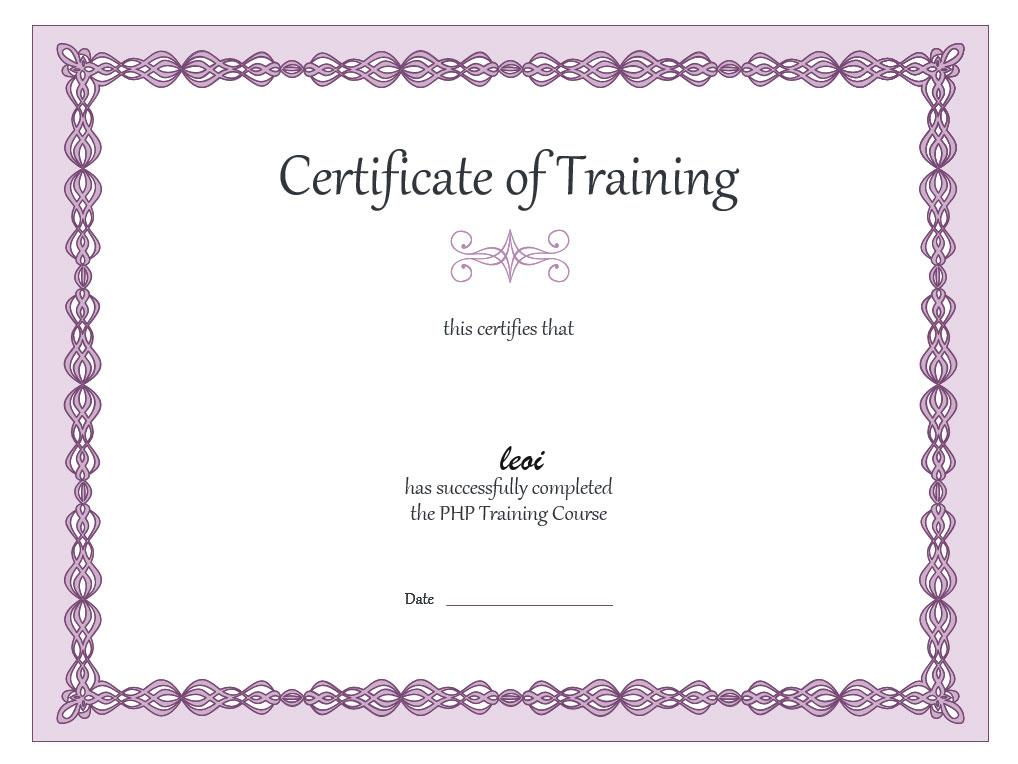 Certificate of Training
this certifies that
leoi
has successfully completed
the PHP Training Course
Date